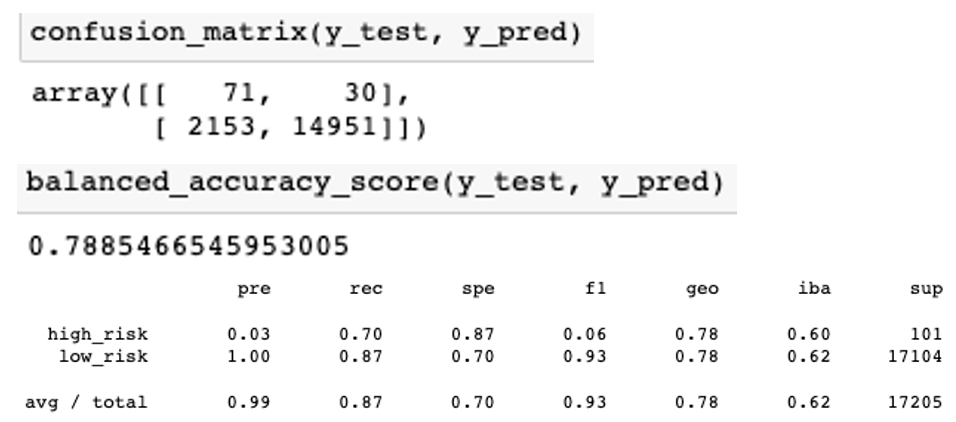 confusion_matrix(y_test, y_pred)
array([[ 71, 30],
[ 2153, 14951]])
balanced_accuracy_score(y_test, y_pred)
0.7885466545953005
pre rec spe f1 geo iba sup
high_risk 0.03 0.70 0.87 0.06 0.78 0.60 101
low_risk 1.00 0.87 0.70 0.93 0.78 0.62 17104
avg / total 0.99 0.87 0.70 0.93 0.78 0.62 17205